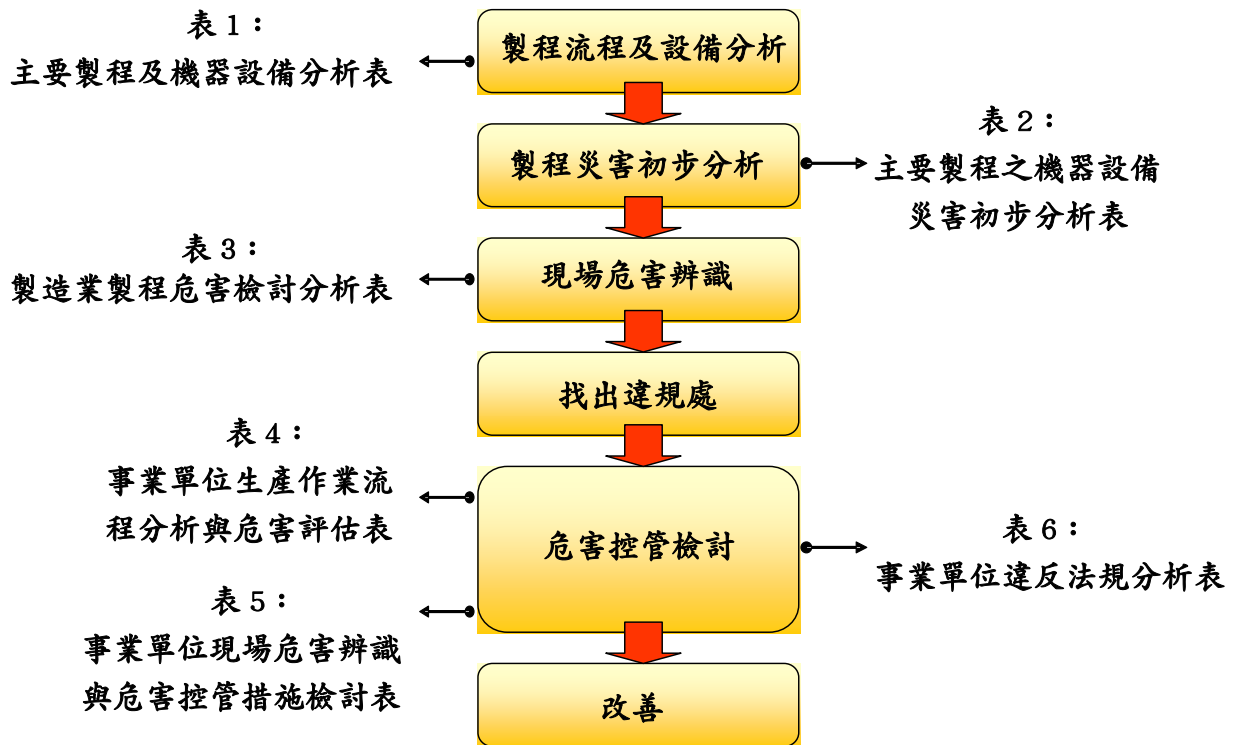 表 1：
主要製程及機器設備分析表
製程流程及設備分析
製程災害初步分析
表 2：
主要製程之機器設備
災害初步分析表
表 3：
製造業製程危害檢討分析表
現場危害辨識
找出違規處
表 4：
事業單位生產作業流
程分析與危害評估表
危害控管檢討
表 5：
事業單位現場危害辨識
與危害控管措施檢討表
表 6：
事業單位違反法規分析表
改善